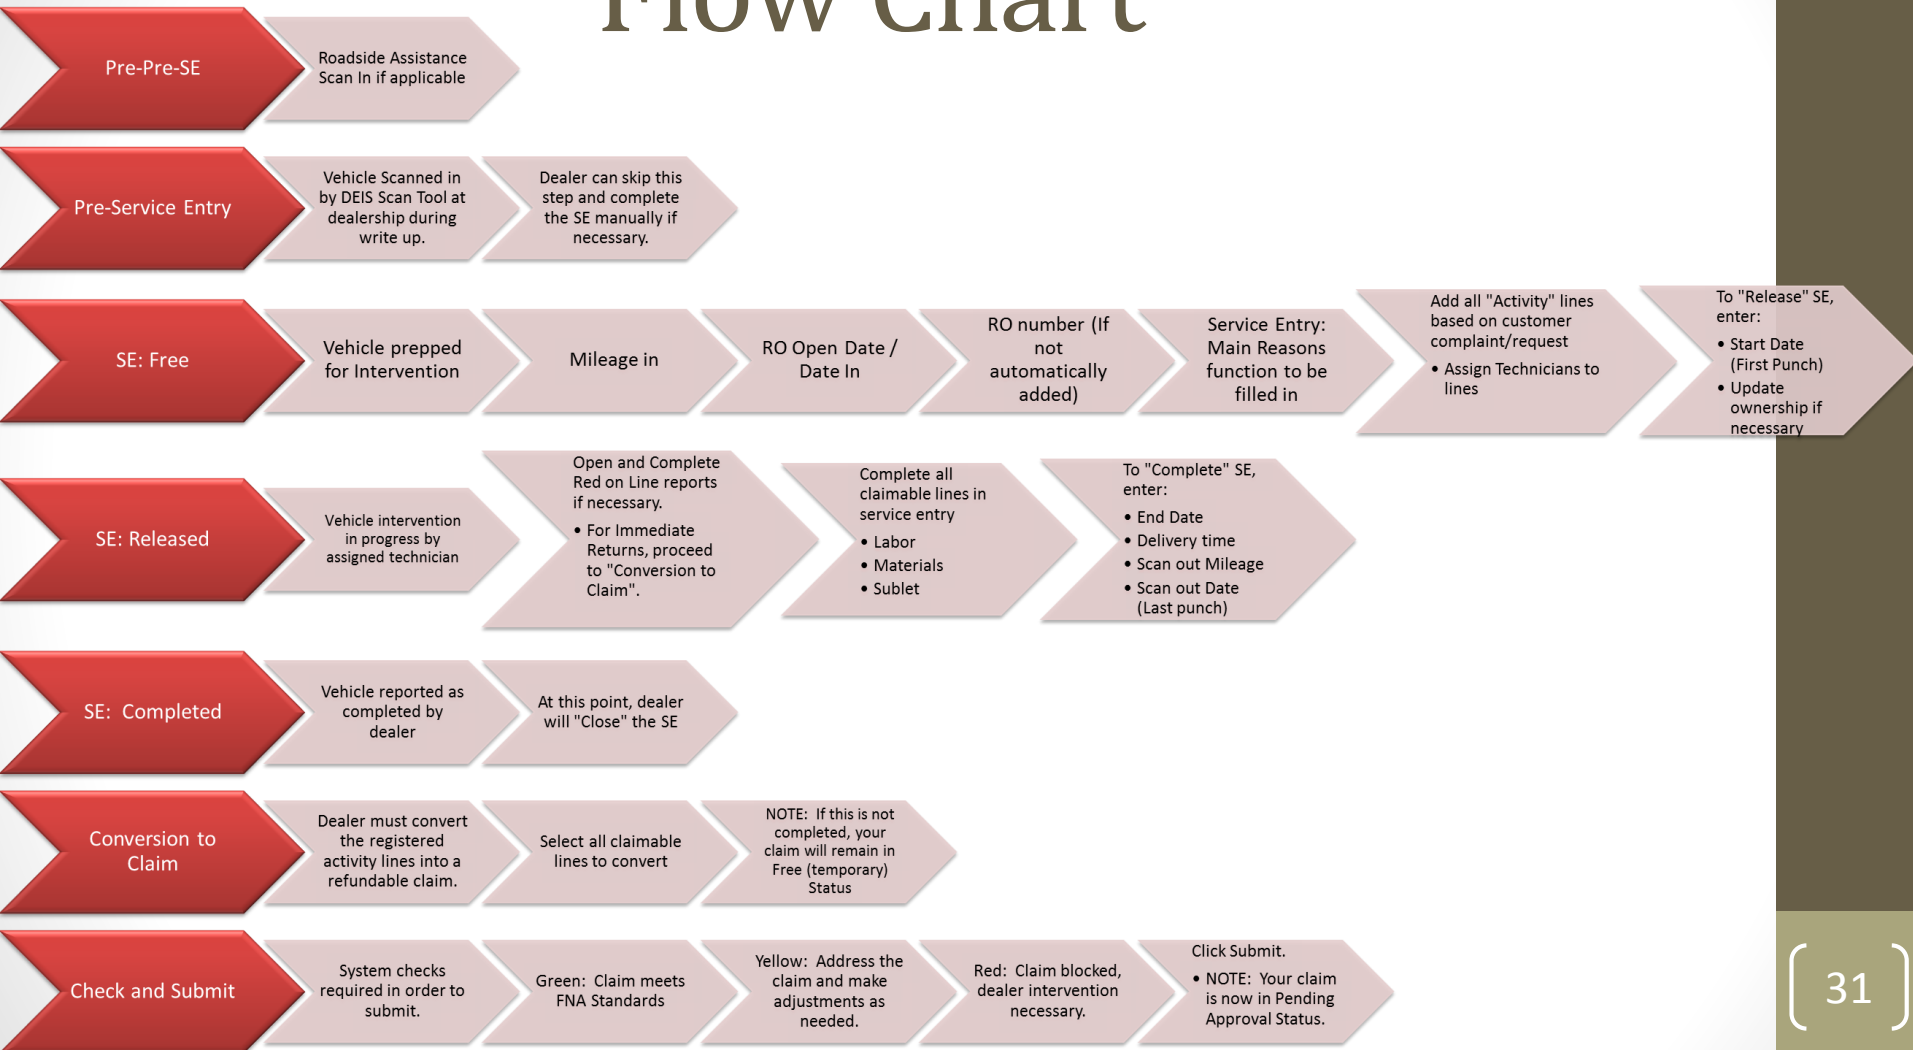 Flow Chart
Pre-Pre-SE
Roadside Assistance
Scan In if applicable
Pre-Service Entry
Vehicle Scanned in
by DEIS Scan Tool at
dealership during
write up.
Dealer can skip this
step and complete
the SE manually if
necessary.
SE: Free
Vehicle prepped
for Intervention
Mileage in
RO Open Date /
Date In
RO number (If
not
automatically
added)
Service Entry:
Main Reasons
function to be
filled in
Add all "Activity" lines
based on customer
complaint/request
• Assign Technicians to
lines
To "Release" SE,
enter:
• Start Date
(First Punch)
• Update
ownership if
necessary
SE: Released
Vehicle intervention
in progress by
assigned technician
Open and Complete
Red on Line reports
if necessary.
• For Immediate
Returns, proceed
to "Conversion to
Claim".
Complete all
claimable lines in
service entry
• Labor
• Materials
• Sublet
To "Complete" SE,
enter:
• End Date
• Delivery time
• Scan out Mileage
• Scan out Date
(Last punch)
SE: Completed
Vehicle reported as
completed by
dealer
At this point, dealer
will "Close" the SE
Conversion to
Claim
Dealer must convert
the registered
activity lines into a
refundable claim.
Select all claimable
lines to convert
NOTE: If this is not
completed, your
claim will remain in
Free (temporary)
Status
Check and Submit
System checks
required in order to
submit.
Green: Claim meets
FNA Standards
Yellow: Address the
claim and make
adjustments as
needed.
Red: Claim blocked,
dealer intervention
necessary.
Click Submit.
• NOTE: Your claim
is now in Pending
Approval Status.
31